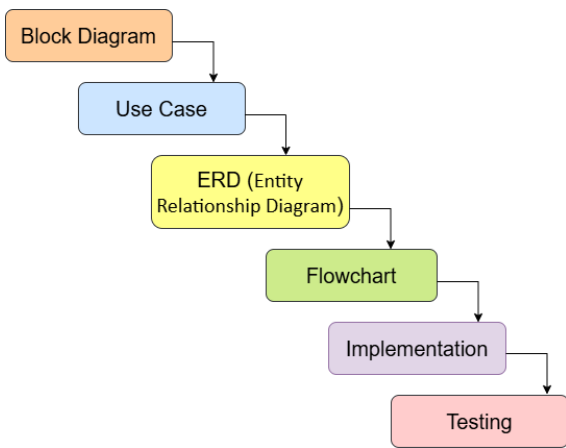 Block Diagram
Use Case
ERD (Entity
Relationship Diagram)
Flowchart
Implementation
Testing